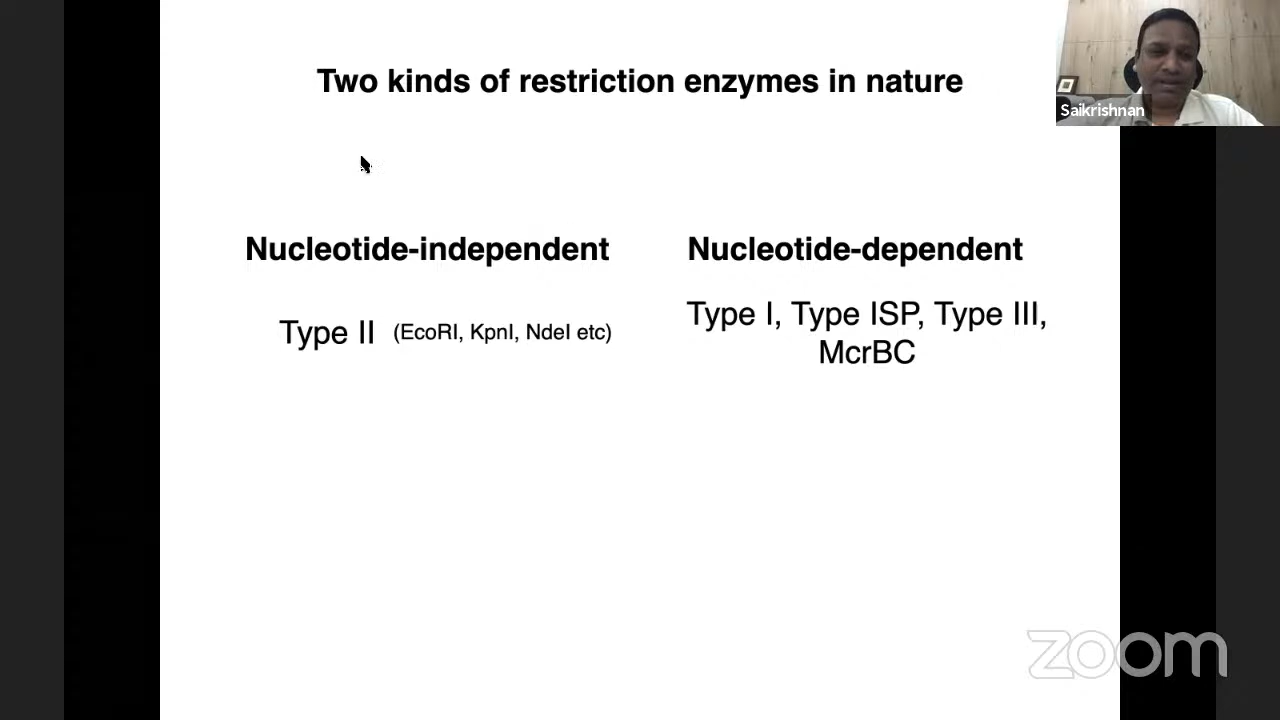 Two kinds of restriction enzymes in nature
Saikrishnan
Nucleotide-independent
Nucleotide-dependent
Type II (EcoRI, KpnI, NdeI etc)
Type I, Type ISP, Type III,
McrBC
zoom